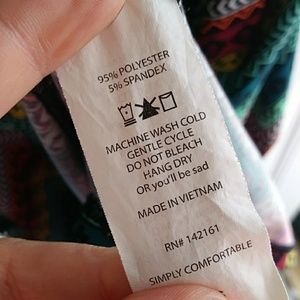 95% POLYESTER
5% SPANDEX
MACHINE WASH COLD
GENTLE CYCLE
DO NOT BLEACH
HANG DRY
OR you'll be sad
MADE IN VIETNAM
RN# 142161
SIMPLY COMFORTABLE